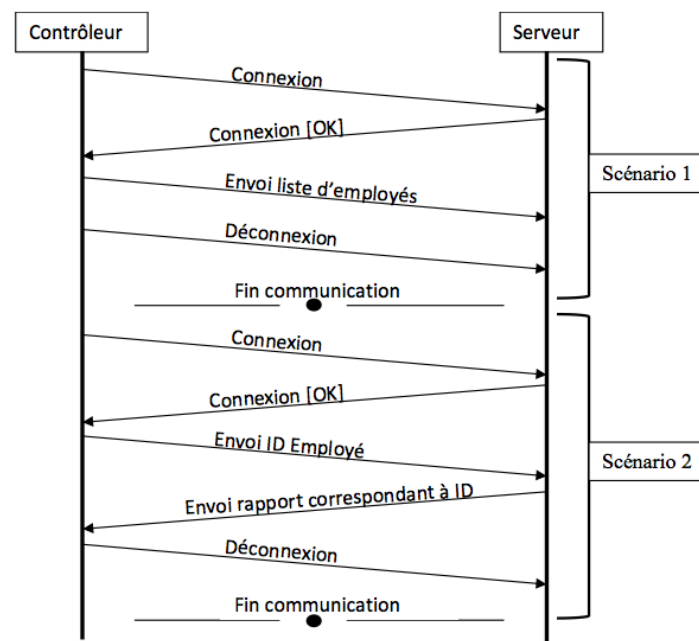 Contrôleur
Serveur
Connexion
Connexion [OK]
Envoi liste d'employés
Déconnexion
Fin communication
Scénario 1
Connexion
Connexion [OK]
Envoi ID Employé
Envoi rapport correspondant à ID
Déconnexion
Fin communication
Scénario 2